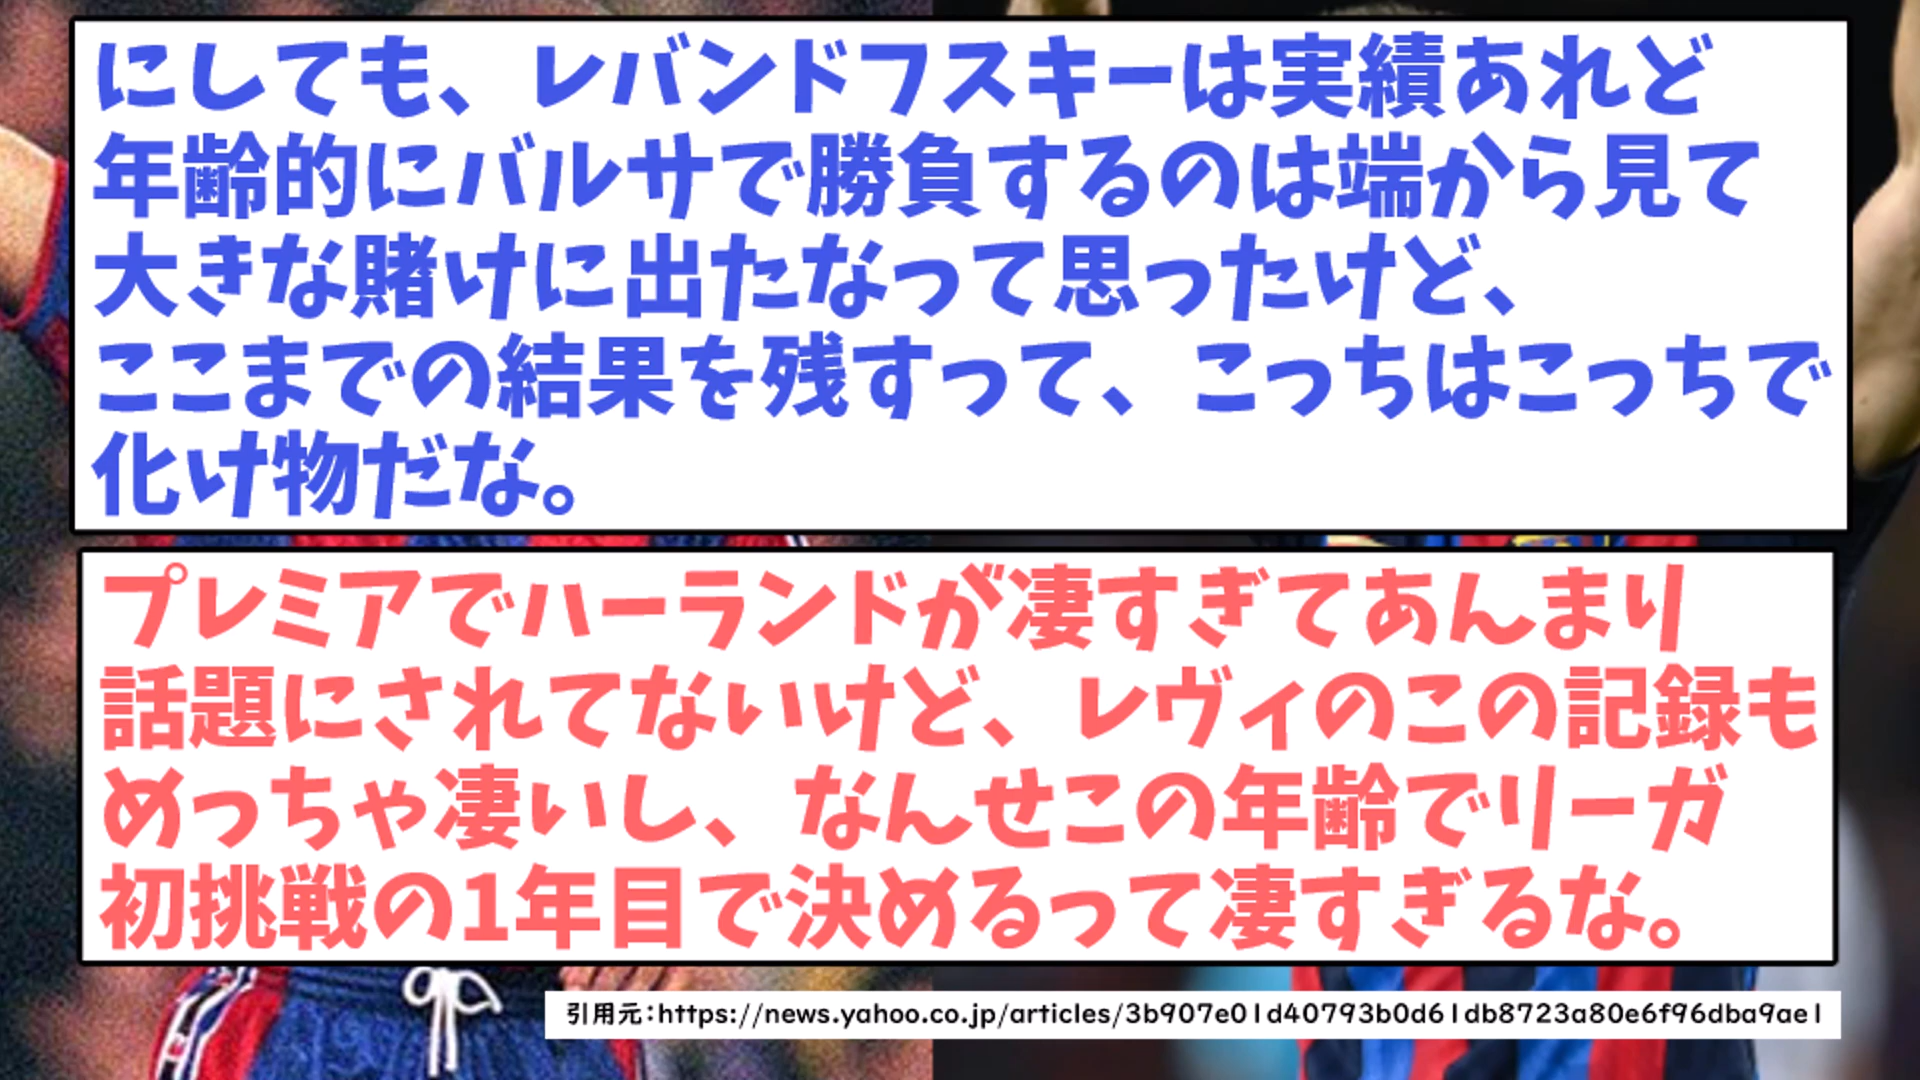 にしても、レバンドフスキーは実績あれど
年齢的にバルサで勝負するのは端から見て
大きな賭けに出たなって思ったけど、
ここまでの結果を残すって、こっちはこっちで
化け物だな。
プレミアでハーランドが凄すぎてあんまり
話題にされてないけど、レヴィのこの記録も
めっちゃ凄いし、なんせこの年齢でリーガ
初挑戦の1年目で決めるって凄すぎるな。
引用元:https://news.yahoo.co.jp/articles/3b907e01d40793b0d61db8723a80e6f96dba9ae1